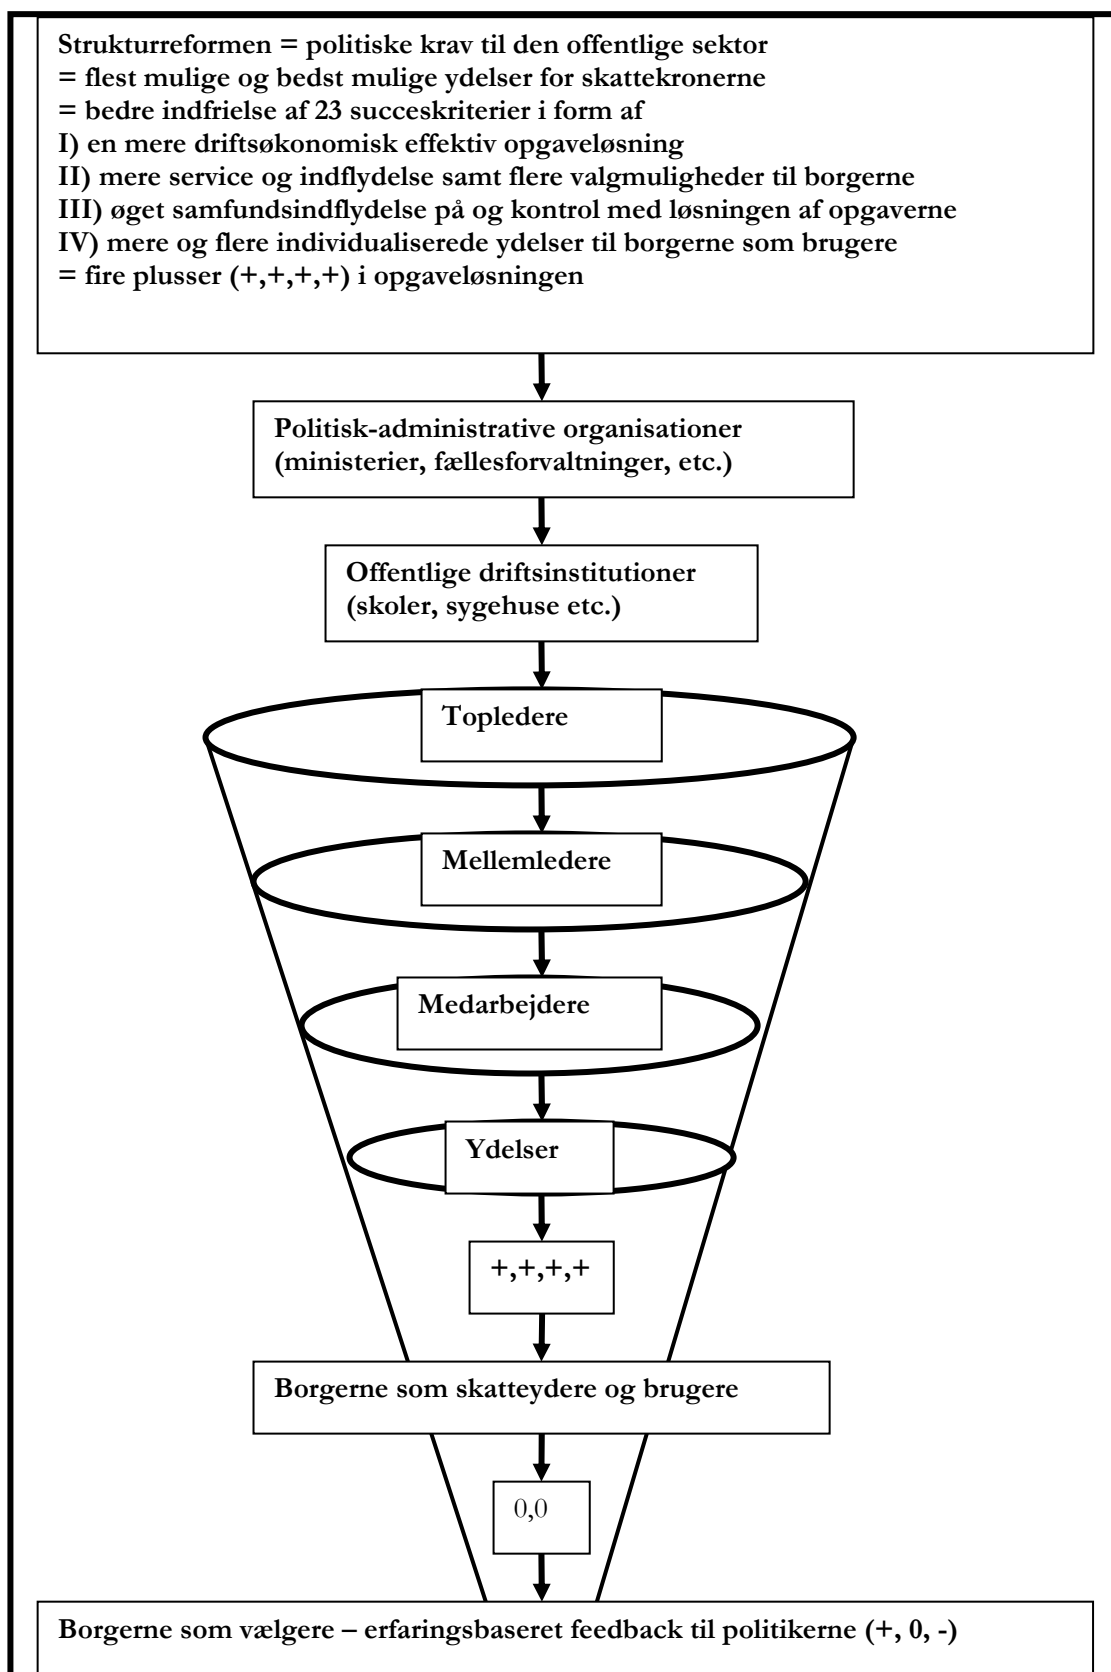 Strukturreformen = politiske krav til den offentlige sektor
= flest mulige og bedst mulige ydelser for skattekronerne
= bedre indfrielse af 23 succeskriterier i form af
I) en mere driftsøkonomisk effektiv opgaveløsning
II) mere service og indflydelse samt flere valgmuligheder til borgerne
III) øget samfundsindflydelse på og kontrol med løsningen af opgaverne
IV) mere og flere individualiserede ydelser til borgerne som brugere
= fire plusser (+,+,+,+) i opgaveløsningen
Politisk-administrative organisationer
(ministerier, fællesforvaltninger, etc.)
Offentlige driftsinstitutioner
(skoler, sygehuse etc.)
Topledere
Mellemledere
Medarbejdere
Ydelser
+,+,+,+
Borgerne som skatteydere og brugere
0,0
Borgerne som vælgere – erfaringsbaseret feedback til politikerne (+, 0, -)